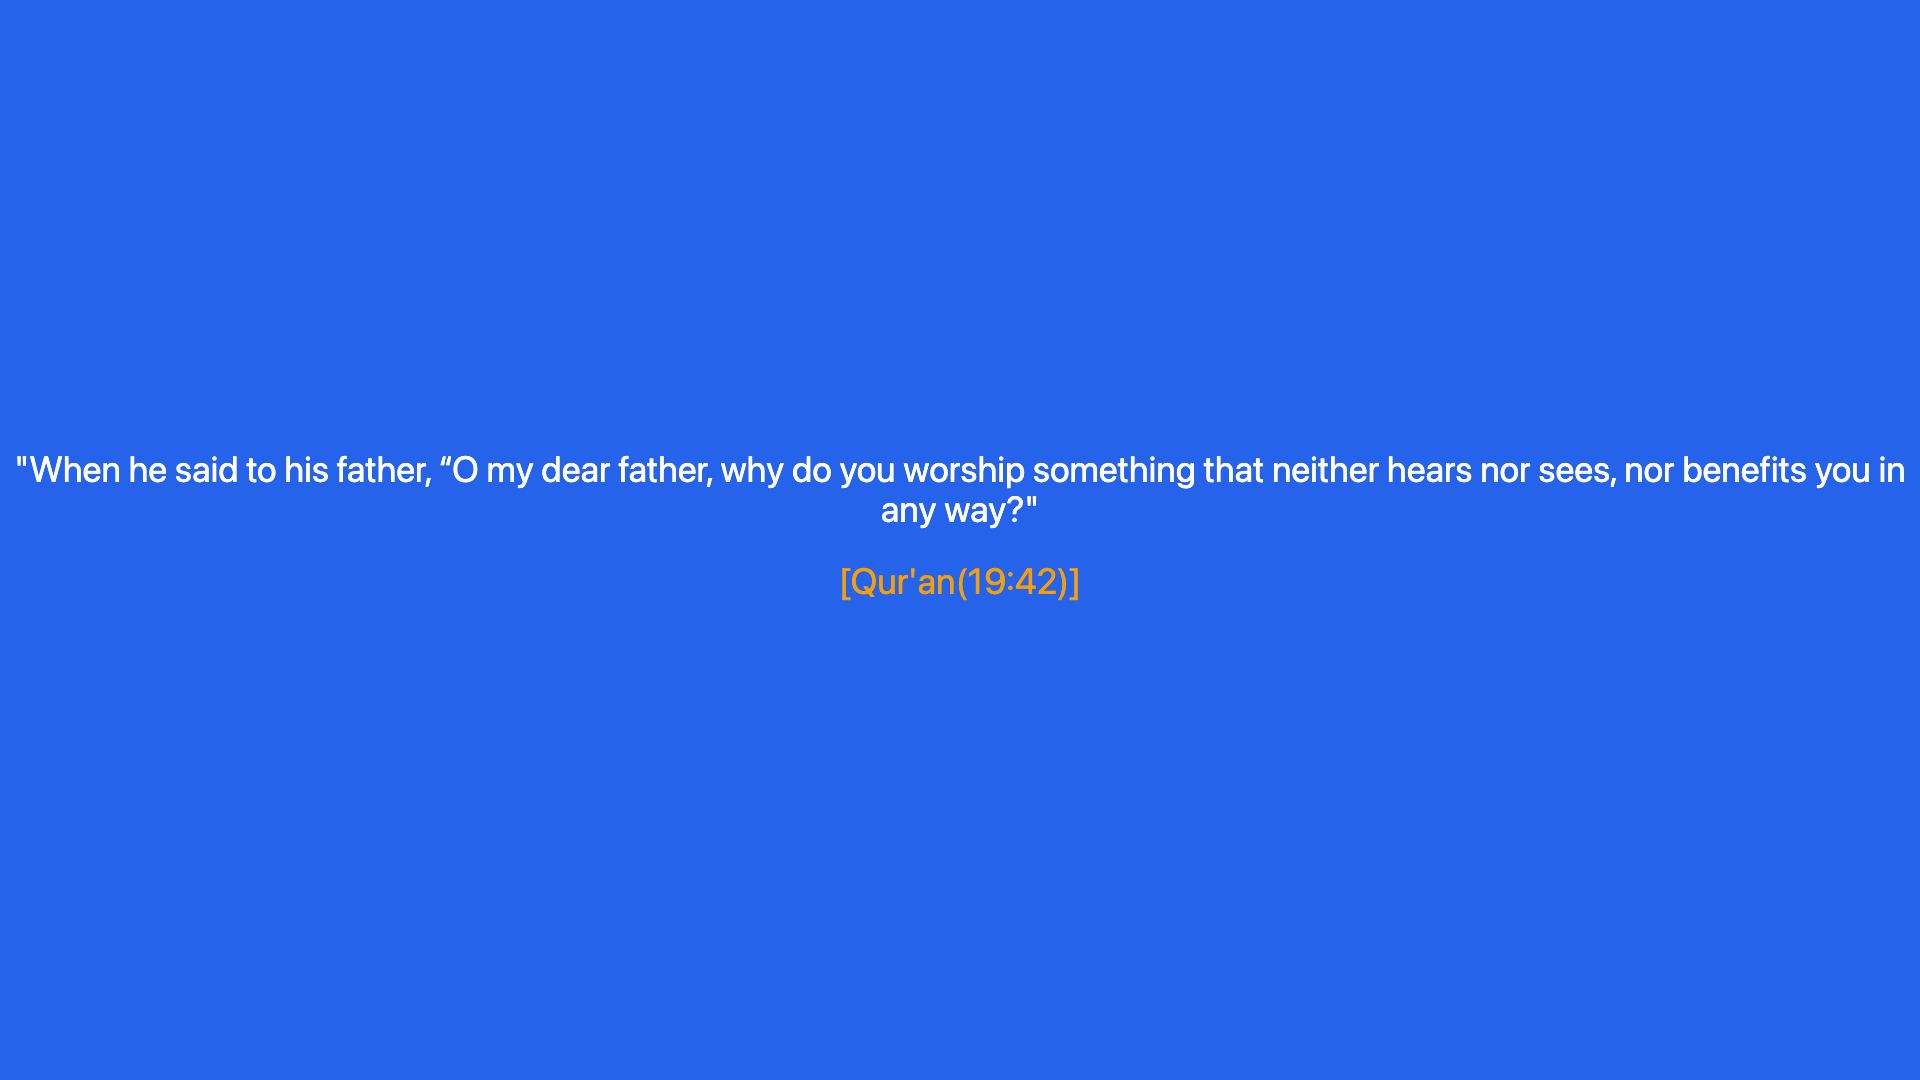 "When he said to his father, “O my dear father, why do you worship something that neither hears nor sees, nor benefits you in
any way?"
[Qur'an(19:42)]